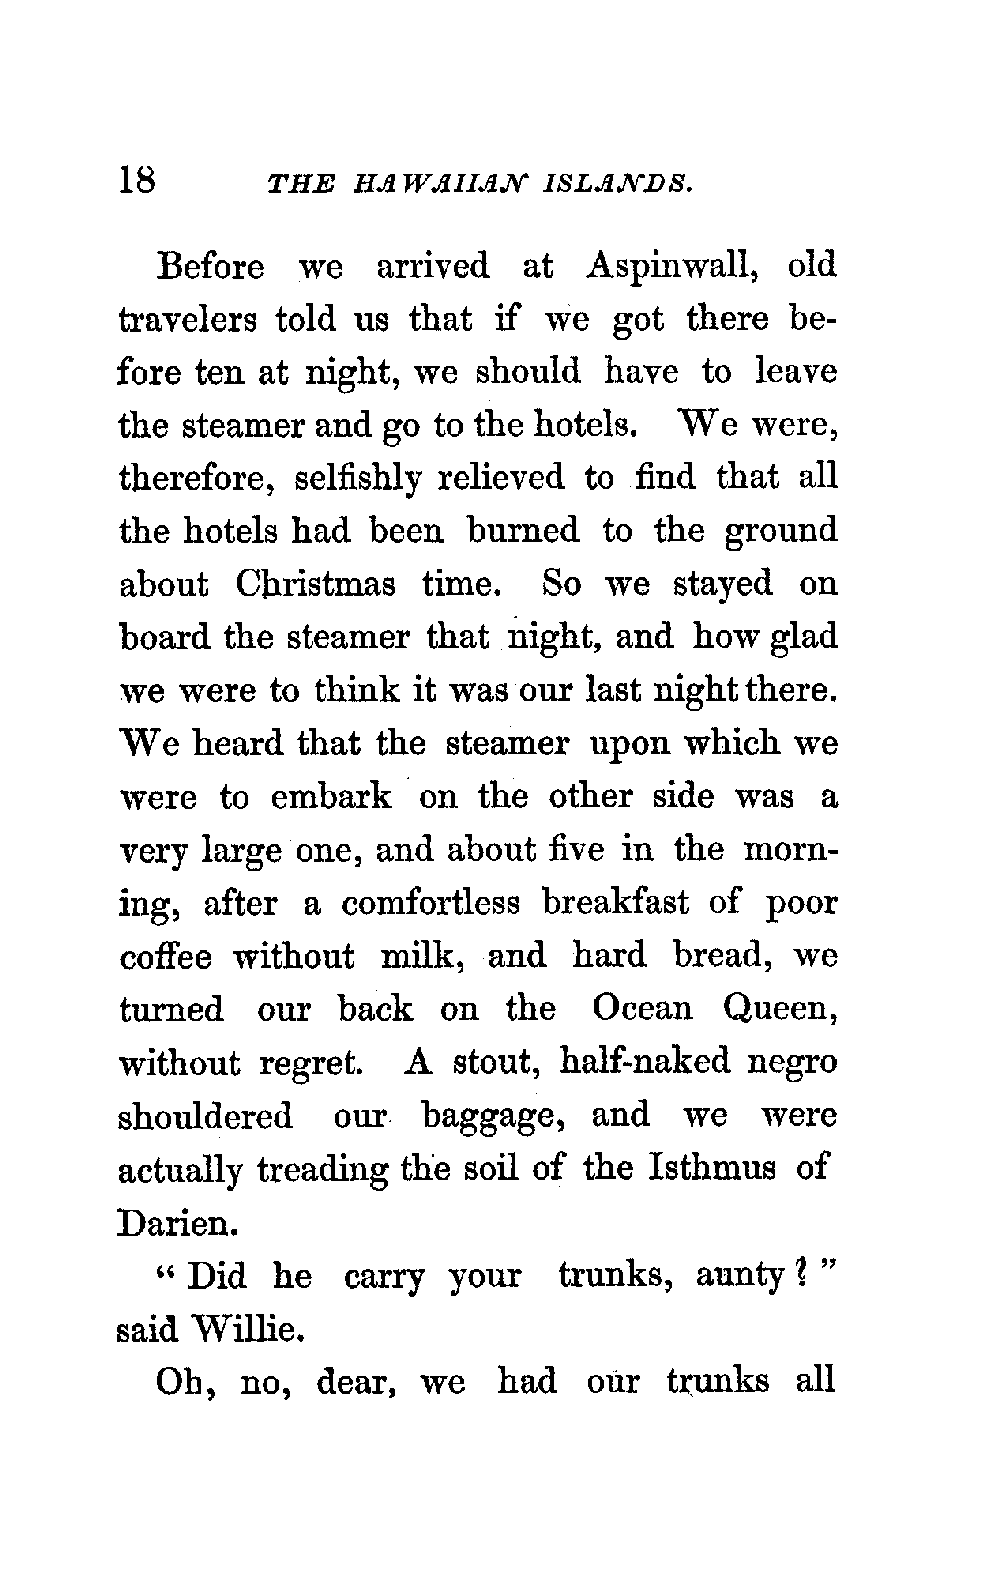 18 THE HAWAIIAN ISLANDS.
Before we arrived at Aspinwall, old
travelers told us that if we got there be-
fore ten at night, we should have to leave
the steamer and go to the hotels. We were,
therefore, selfishly relieved to find that all
the hotels had been burned to the ground
about Christmas time. So we stayed on
board the steamer that night, and how glad
we were to think it was our last night there.
We heard that the steamer upon which we
were to embark on the other side was a
very large one, and about five in the morn-
ing, after a comfortless breakfast of poor
coffee without milk, and hard bread, we
turned our back on the Ocean Queen,
without regret. A stout, half-naked negro
shouldered our baggage, and we were
actually treading the soil of the Isthmus of
Darien.
“ Did he carry your trunks, aunty ? ”
said Willie.
Oh, no, dear, we had our trunks all